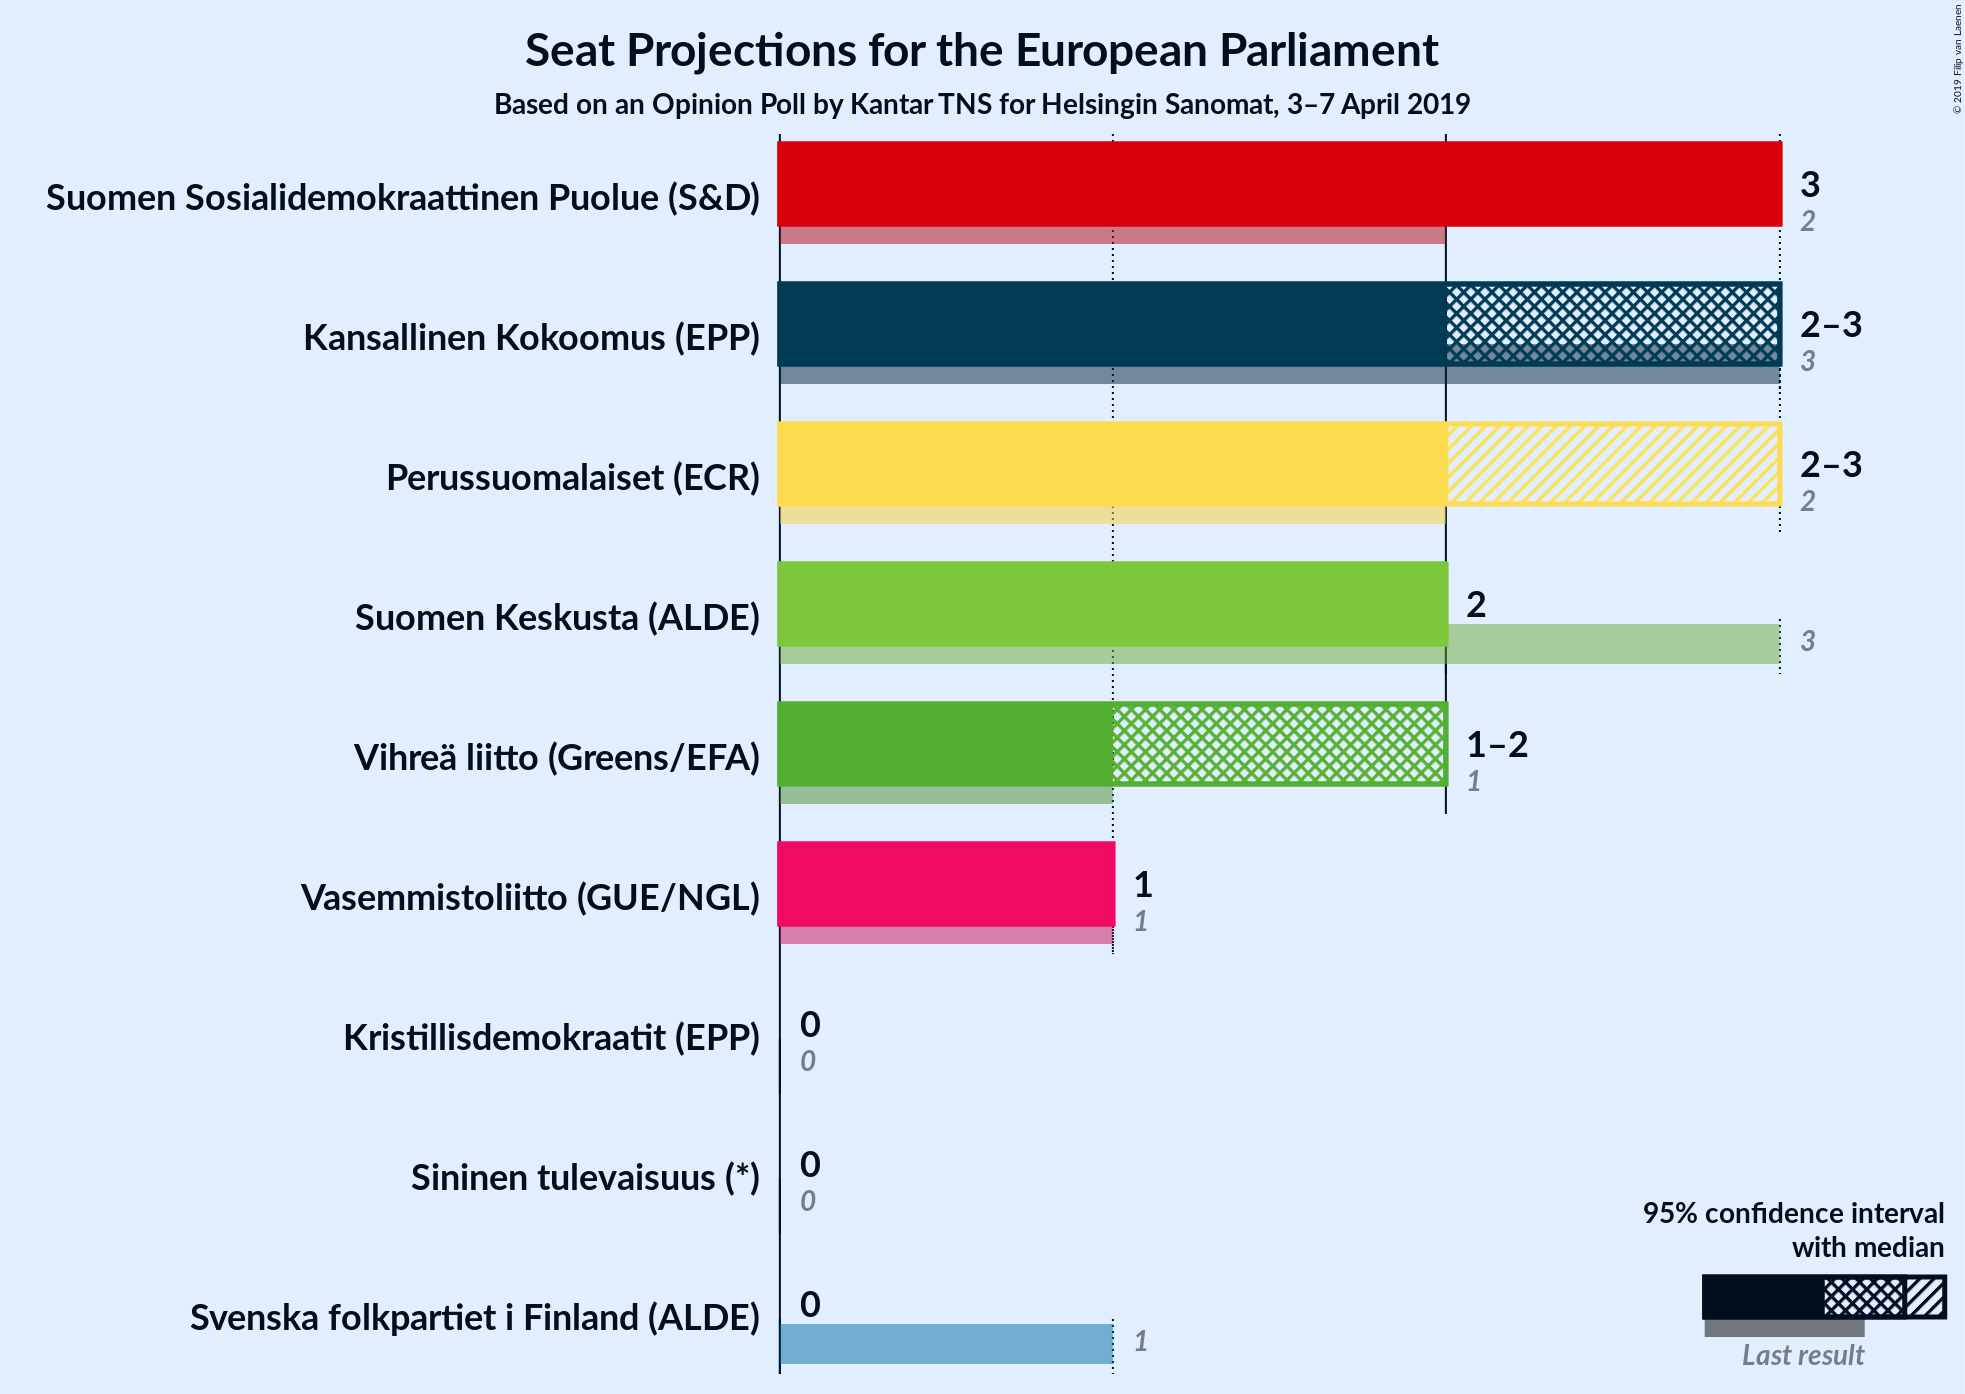 Seat Projections for the European Parliament
Based on an Opinion Poll by Kantar TNS for Helsingin Sanomat, 3–7 April 2019
© 2019 Filip van Laenen
Suomen Sosialidemokraattinen Puolue (S&D)
3
2
Kansallinen Kokoomus (EPP)
2–3
3
Perussuomalaiset (ECR)
2–3
2
Suomen Keskusta (ALDE)
2
3
Vihreä liitto (Greens/EFA)
1–2
1
Vasemmistoliitto (GUE/NGL)
1
1
Kristillisdemokraatit (EPP)
0
0
Sininen tulevaisuus (*)
0
0
Svenska folkpartiet i Finland (ALDE)
0
1
95% confidence interval
with median
Last result